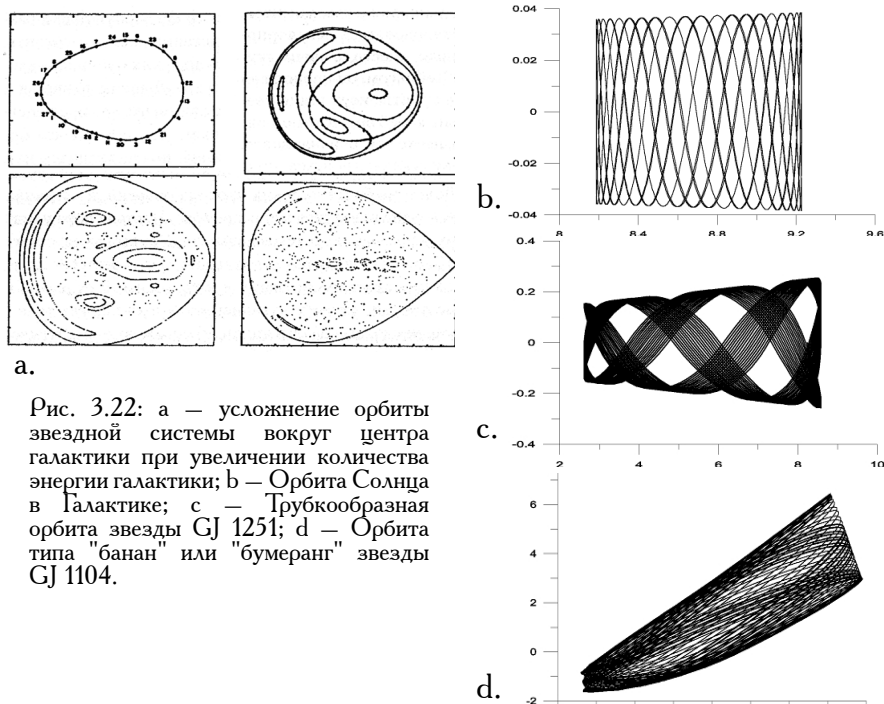 a.
Рис. 3.22: a — усложнение орбиты
звездной системы вокруг центра
галактики при увеличении количества
энергии галактики; b — Орбита Солнца
в Галактике; c — Трубкообразная
орбита звезды GJ 1251; d — Орбита
типа "банан" или "бумеранг" звезды
GJ 1104.
0.04
0.02
0
-0.02
-0.04
8 8.4 8.8 9.2 9.6
b.
0.4
0.2
0
-0.2
-0.4
2 4 6 8 10
c.
6
4
2
0
-2
d.